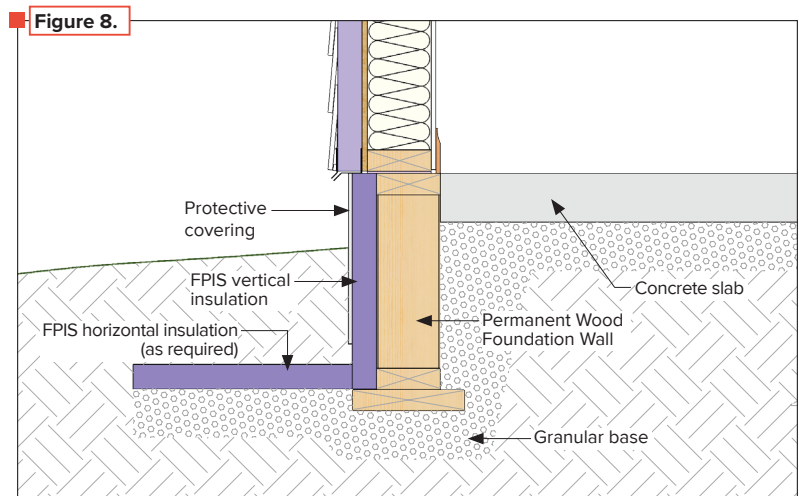 Figure 8.
Protective
covering
FPIS vertical
insulation
FPIS horizontal insulation
(as required)
Concrete slab
Permanent Wood
Foundation Wall
Granular base